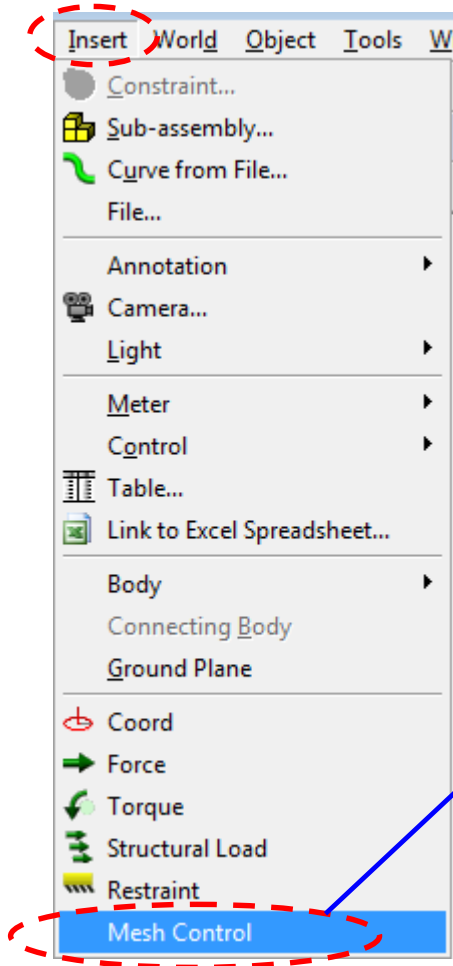 Insert World Object Tools W
Constraint...
Sub-assembly...
Curve from File...
File...
Annotation
Camera...
Light
Meter
Control
Table...
Link to Excel Spreadsheet...
Body
Connecting Body
Ground Plane
Coord
Force
Torque
Structural Load
Restraint
Mesh Control